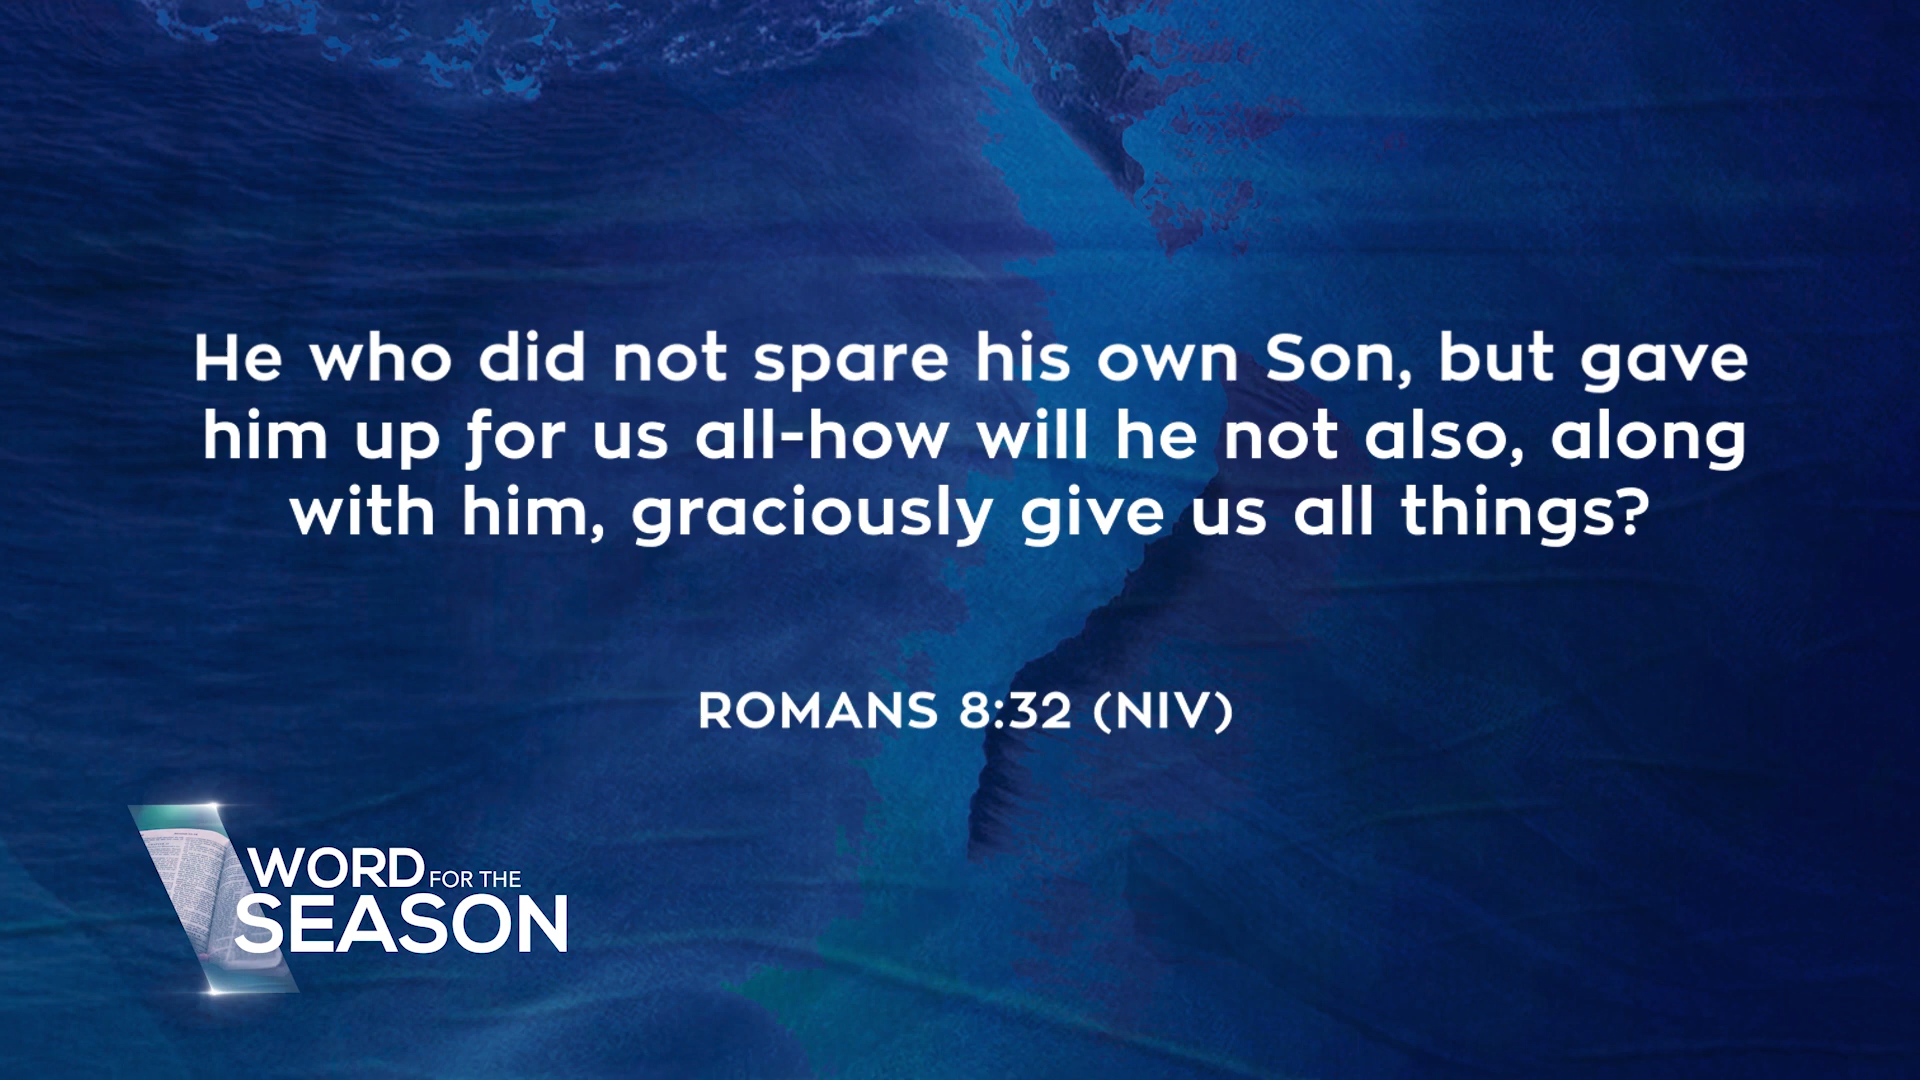 He who did not spare his own Son, but gave
him up for us all-how will he not also, along
with him, graciously give us all things?
ROMANS 8:32 (NIV)
WORD FOR THE
SEASON